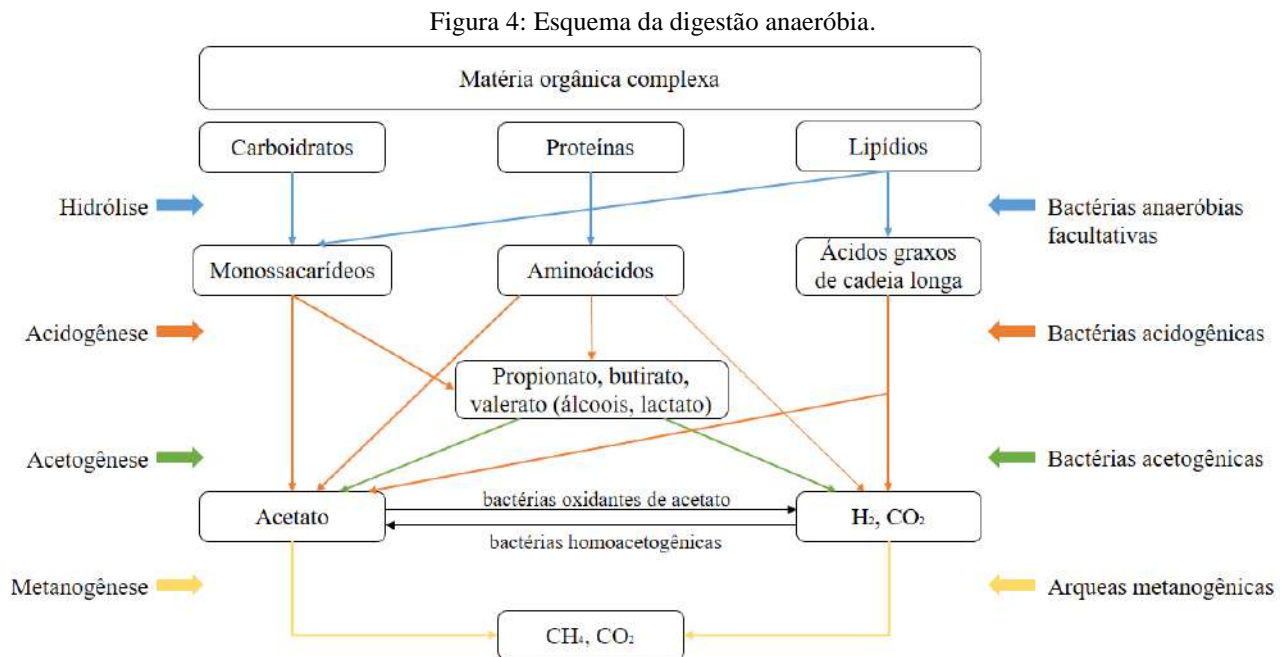 Figura 4: Esquema da digestão anaeróbia.
Matéria orgânica complexa
Carboidratos
Proteínas
Lipídios
Hidrólise
Bactérias anaeróbias
facultativas
Monossacarídeos
Aminoácidos
Ácidos graxos
de cadeia longa
Acidogênese
Bactérias acidogênicas
Propionato, butirato,
valerato (álcoois, lactato)
Acetogênese
Bactérias acetogênicas
Acetato
bactérias oxidantes de acetato
H₂, CO₂
bactérias homoacetogênicas
Metanogênese
Arqueas metanogênicas
CH₄, CO₂